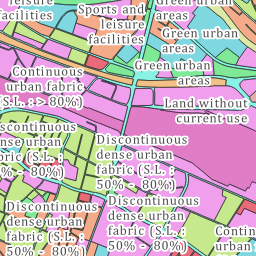 leisure
facilities
Sports and
leisure
facilities
Green urban
areas
Green urban
areas
Green urban
areas
Continuous
urban fabric
(S.L. : > 80%)
Land without
current use
Discontinuous
dense urban
fabric (S.L. :
50% - 80%)
Discontinuous
dense urban
fabric (S.L. :
50% - 80%)
Discontinuous
dense urban
fabric (S.L. :
50% - 80%)
Discontinuous
dense urban
fabric (S.L. :
50% - 80%)
Contin
urban
(S.L. :